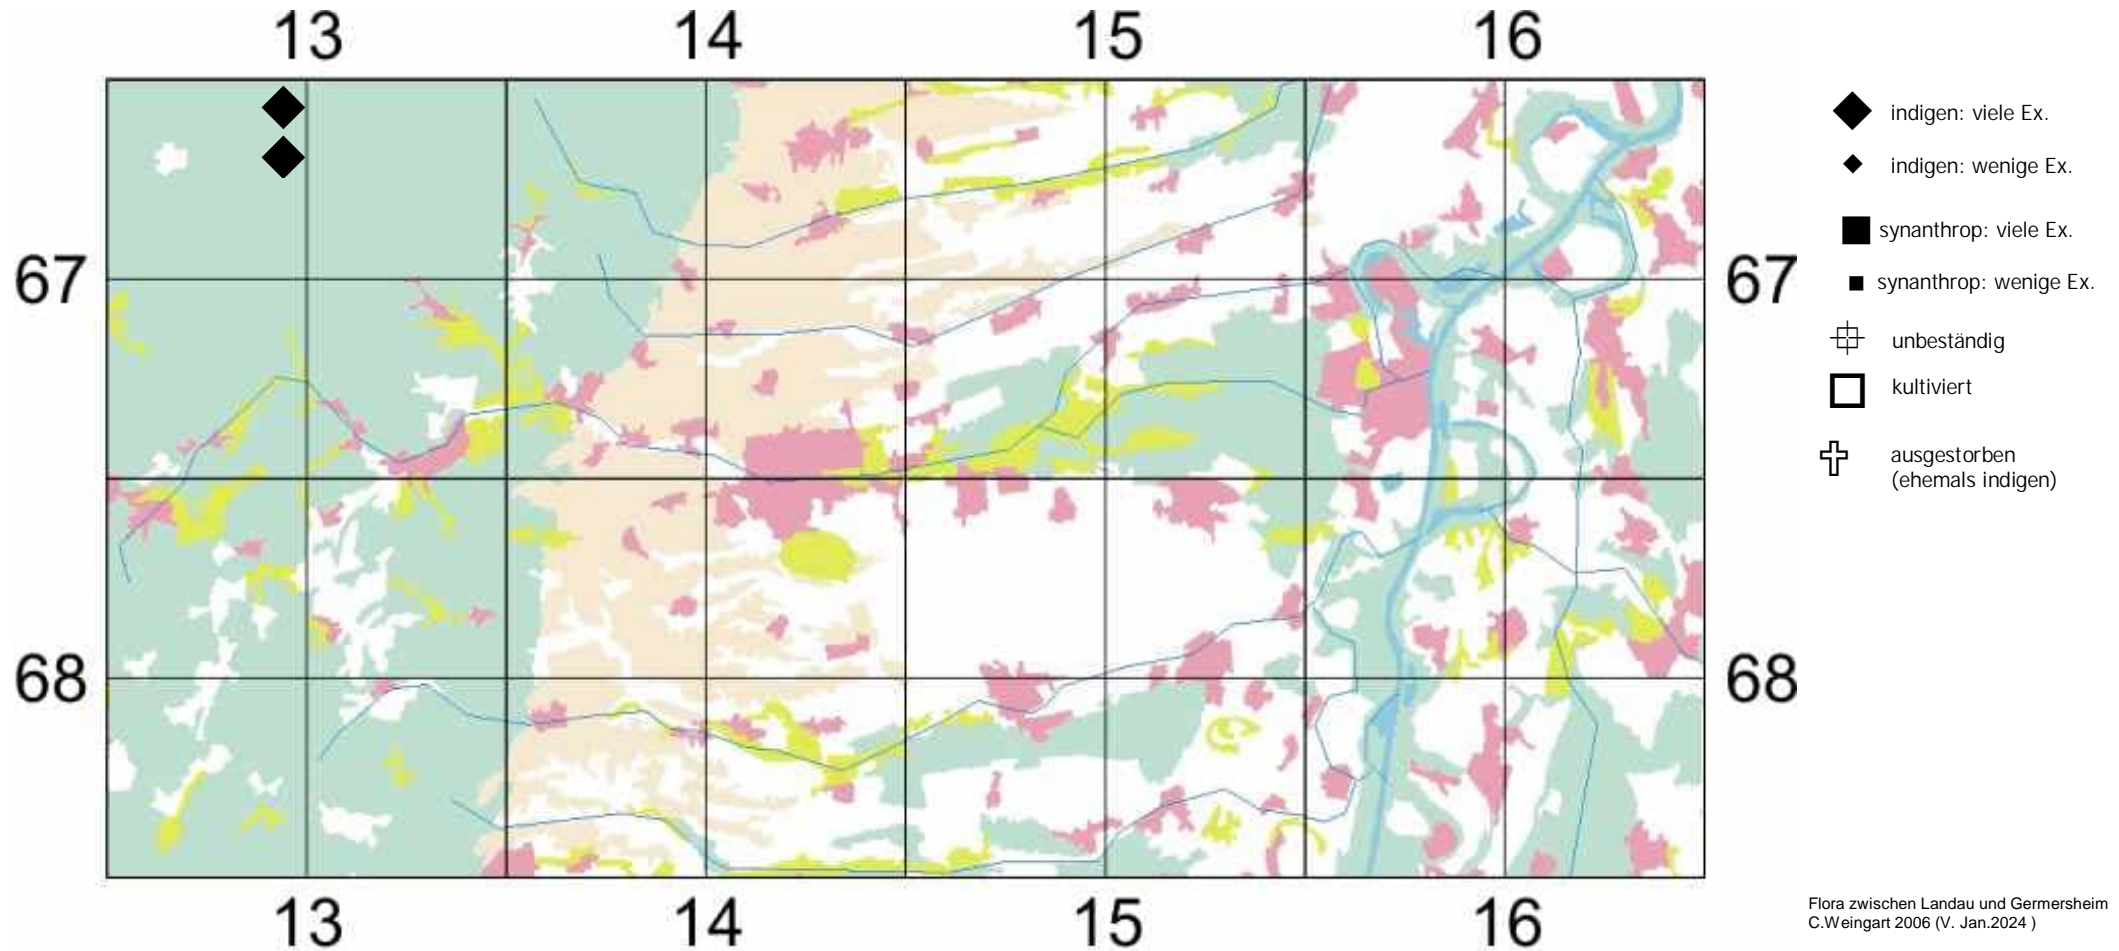 13 14 15 16
indigen: viele Ex.
indigen: wenige Ex.
synanthrop: viele Ex.
67 67
synanthrop: wenige Ex.
unbeständig
kultiviert
ausgestorben
(ehemals indigen)
68 68
13 14 15 16
Flora zwischen Landau und Germersheim
C.Weingart 2006 (V. Jan.2024 )